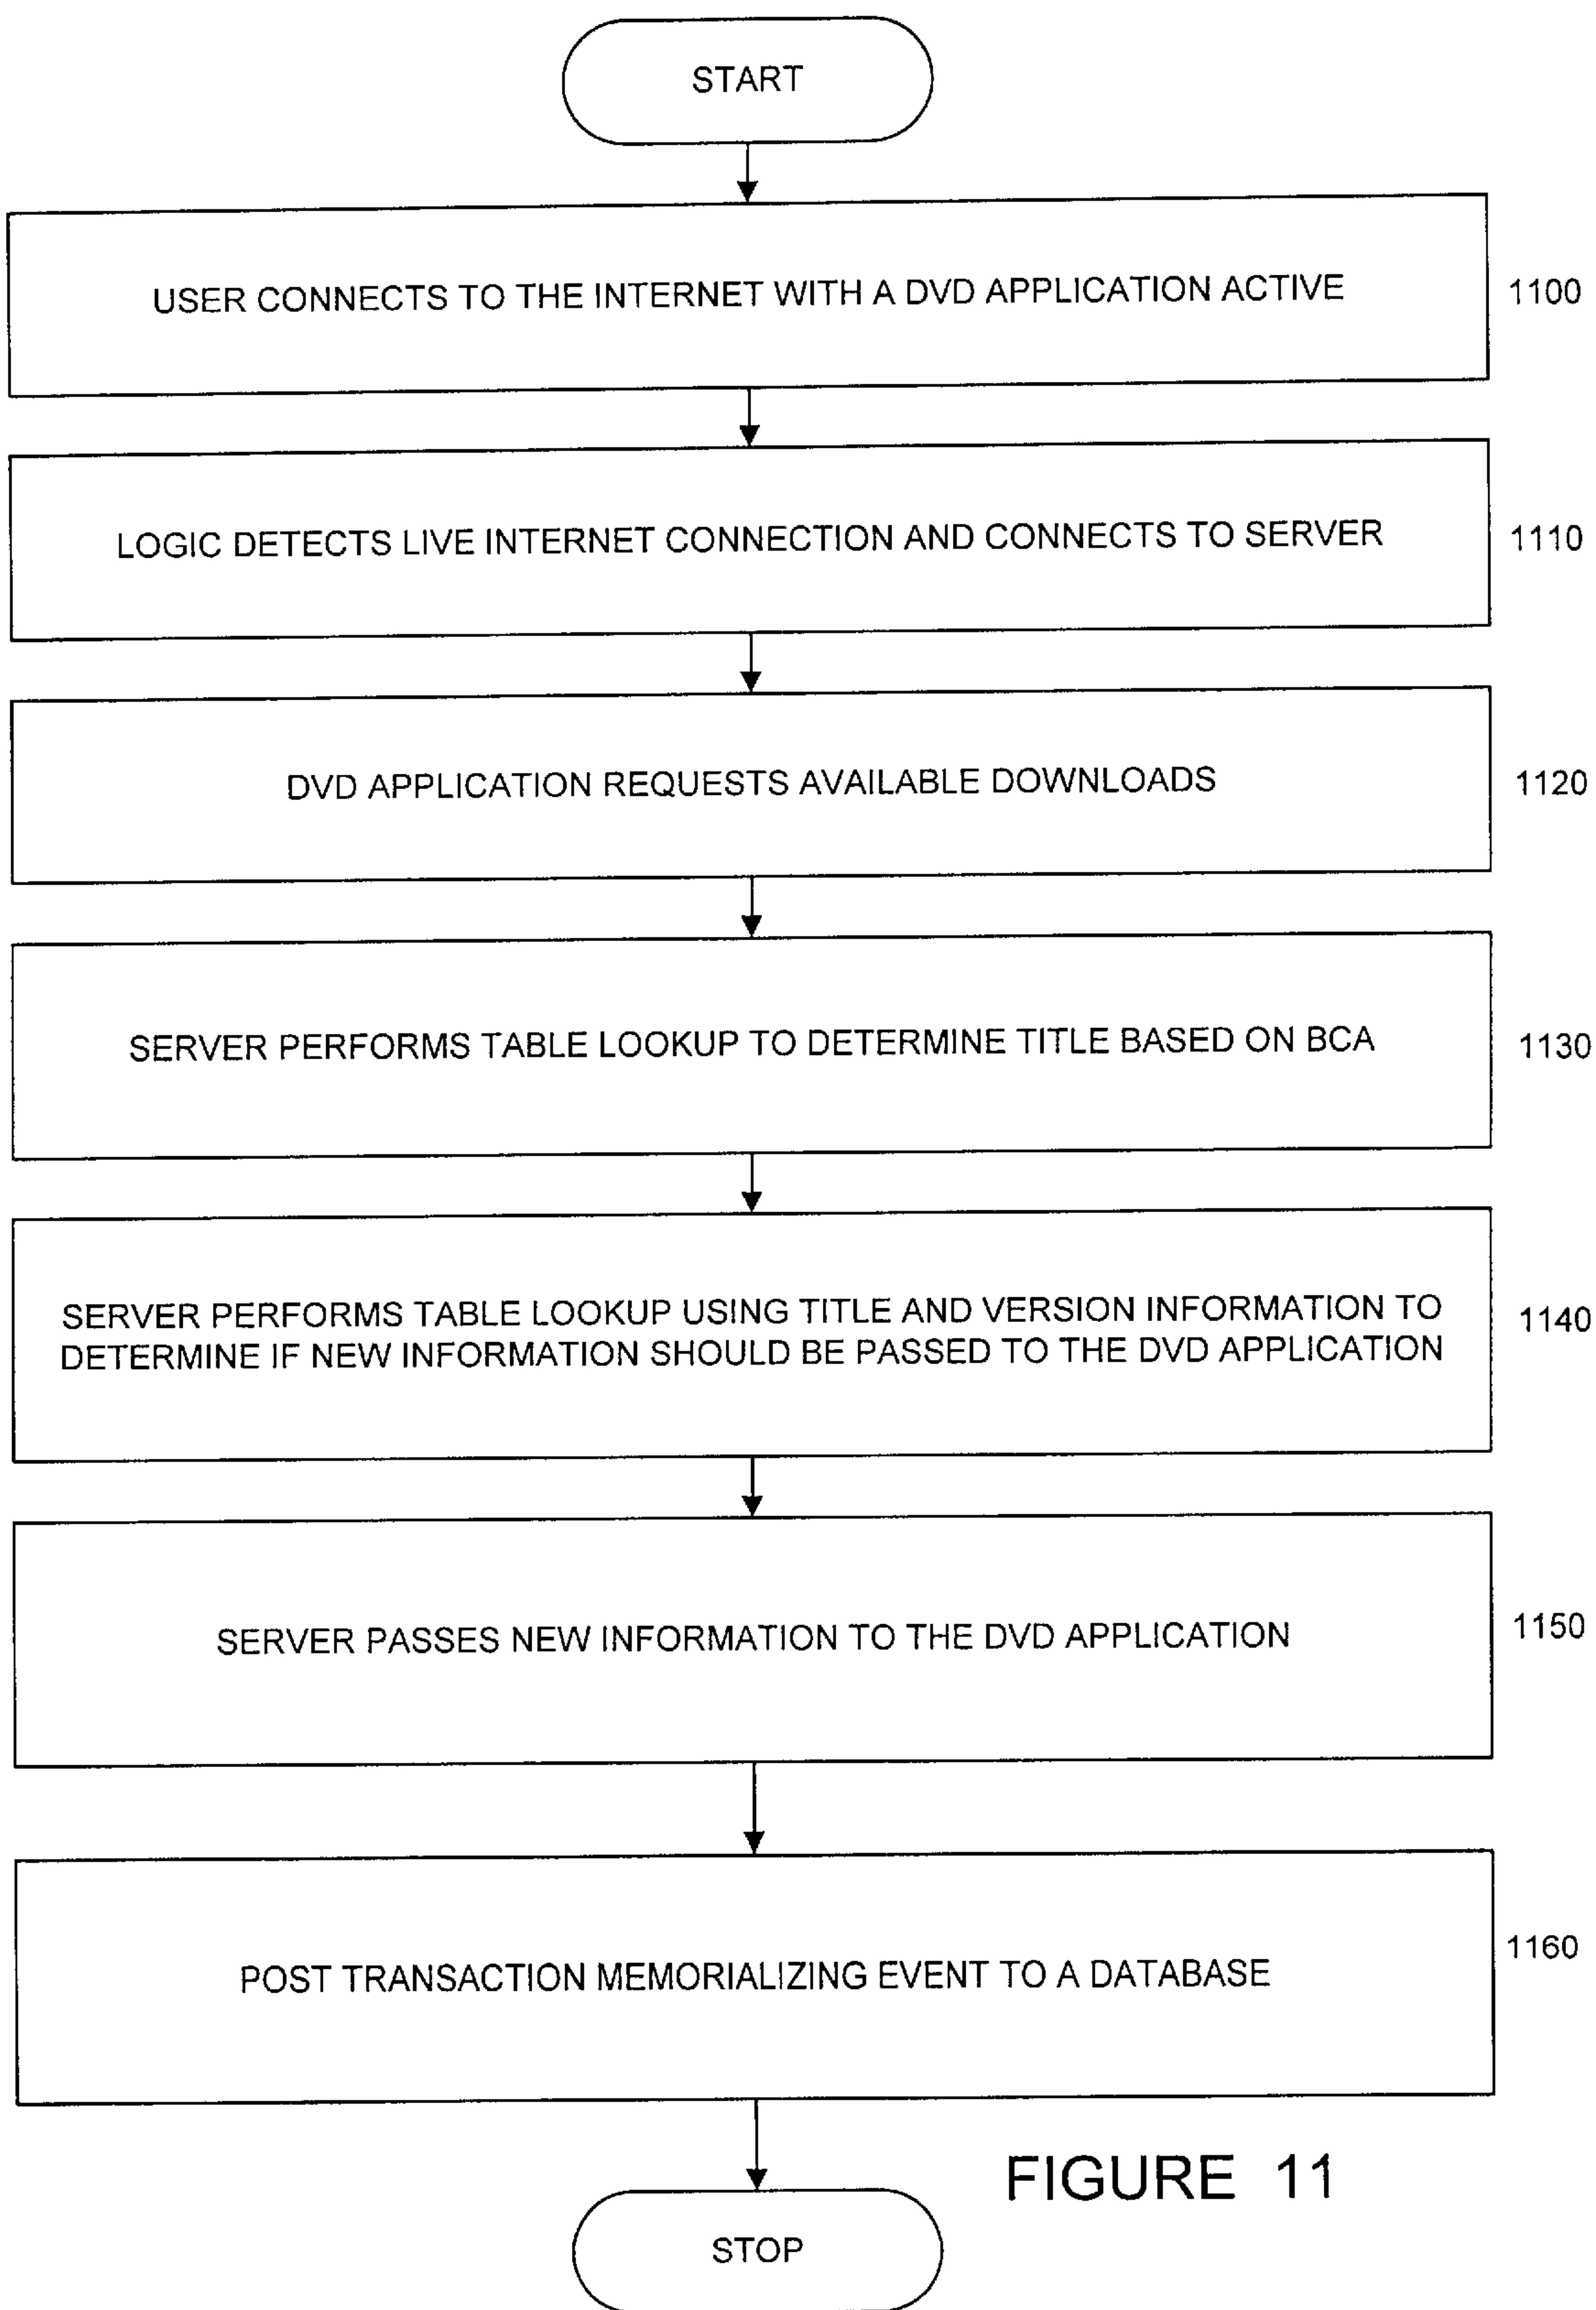 START
USER CONNECTS TO THE INTERNET WITH A DVD APPLICATION ACTIVE
1100
LOGIC DETECTS LIVE INTERNET CONNECTION AND CONNECTS TO SERVER
1110
DVD APPLICATION REQUESTS AVAILABLE DOWNLOADS
1120
SERVER PERFORMS TABLE LOOKUP TO DETERMINE TITLE BASED ON BCA
1130
SERVER PERFORMS TABLE LOOKUP USING TITLE AND VERSION INFORMATION TO
DETERMINE IF NEW INFORMATION SHOULD BE PASSED TO THE DVD APPLICATION
1140
SERVER PASSES NEW INFORMATION TO THE DVD APPLICATION
1150
POST TRANSACTION MEMORIALIZING EVENT TO A DATABASE
1160
FIGURE 11
STOP